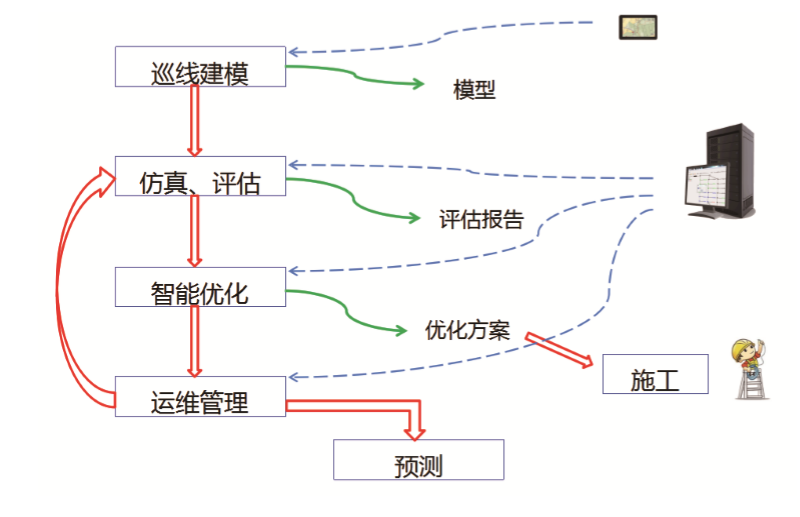 巡线建模
模型
仿真、评估
评估报告
智能优化
优化方案
施工
运维管理
预测